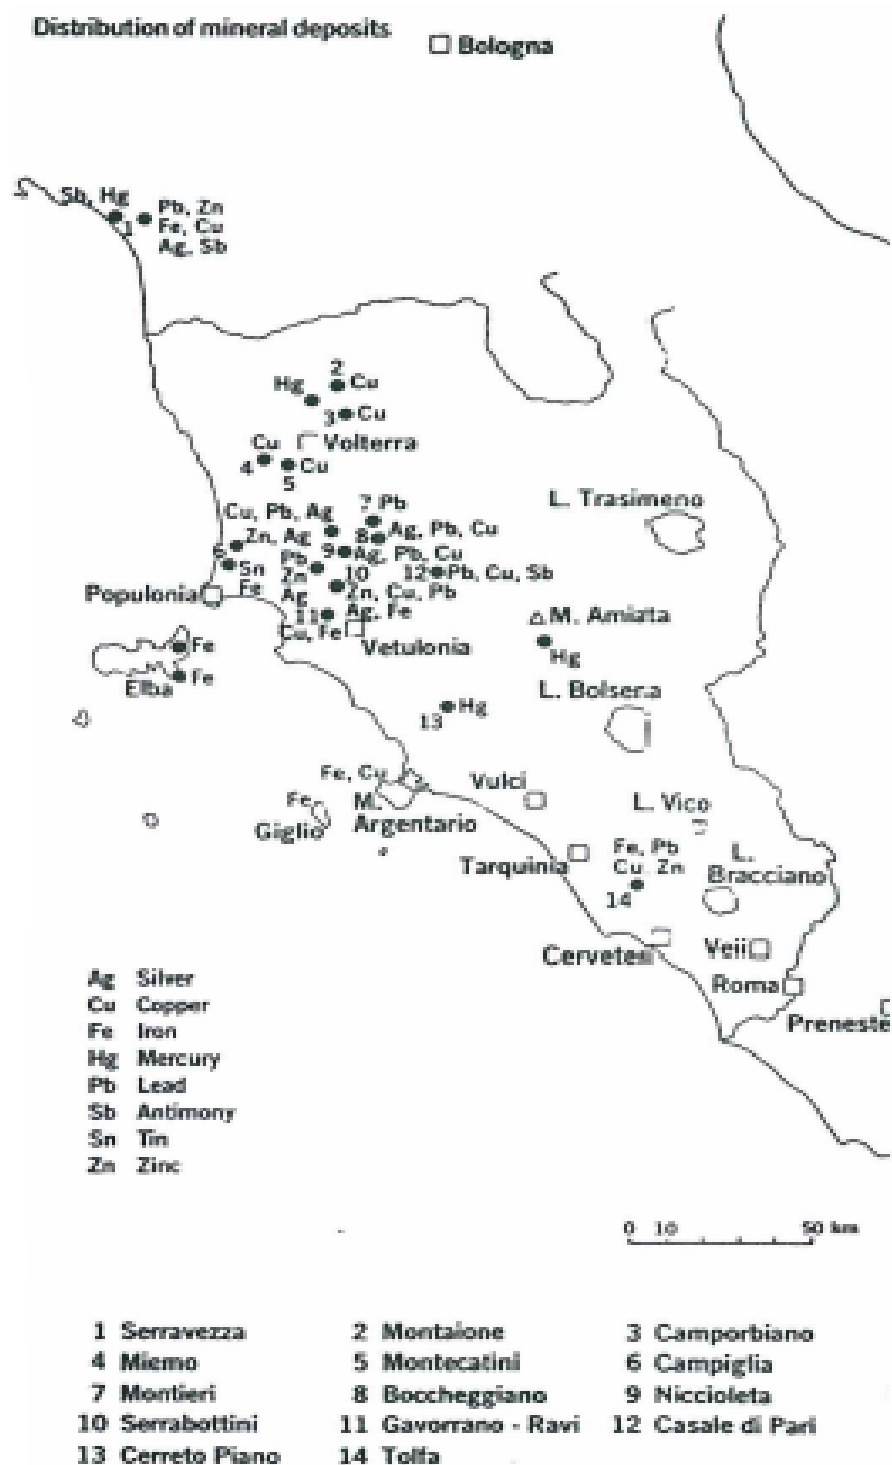 Distribution of mineral deposits
Bologna
Sb, Hg
Pb, Zn
1
Fe, Cu
Ag, Sb
2
Hg
Cu
3
Cu
Cu
Volterra
4
Cu
5
L. Trasimeno
7 Pb
Cu, Pb, Ag
Zn, Ag
8
Ag, Pb, Cu
6
9
Ag, Pb, Cu
Pb
Sn
Zn
10
12
Pb, Cu, Sb
Fe
Ag
Zn, Cu, Pb
Populonia
Ag, Fe
11
M. Amiata
Cu, Fe
Fe
Vetulonia
Hg
Elba
Fe
L. Bolsena
13
Hg
Fe, Cu
Vulci
Fe
M.
L. Vico
Giglio
Argentario
Fe, Pb
L.
Tarquinia
Cu, Zn
Bracciano
14
Cerveteri
Veii
Roma
Preneste
Ag Silver
Cu Copper
Fe Iron
Hg Mercury
Pb Lead
Sb Antimony
Sn Tin
Zn Zinc
0 10 50 km
1 Serravezza 2 Montaione 3 Camporbiano
4 Miemo 5 Montecatini 6 Campiglia
7 Montieri 8 Boccheggiano 9 Niccioleta
10 Serrabottini 11 Gavorrano - Ravi 12 Casale di Pari
13 Cerreto Piano 14 Tolfa